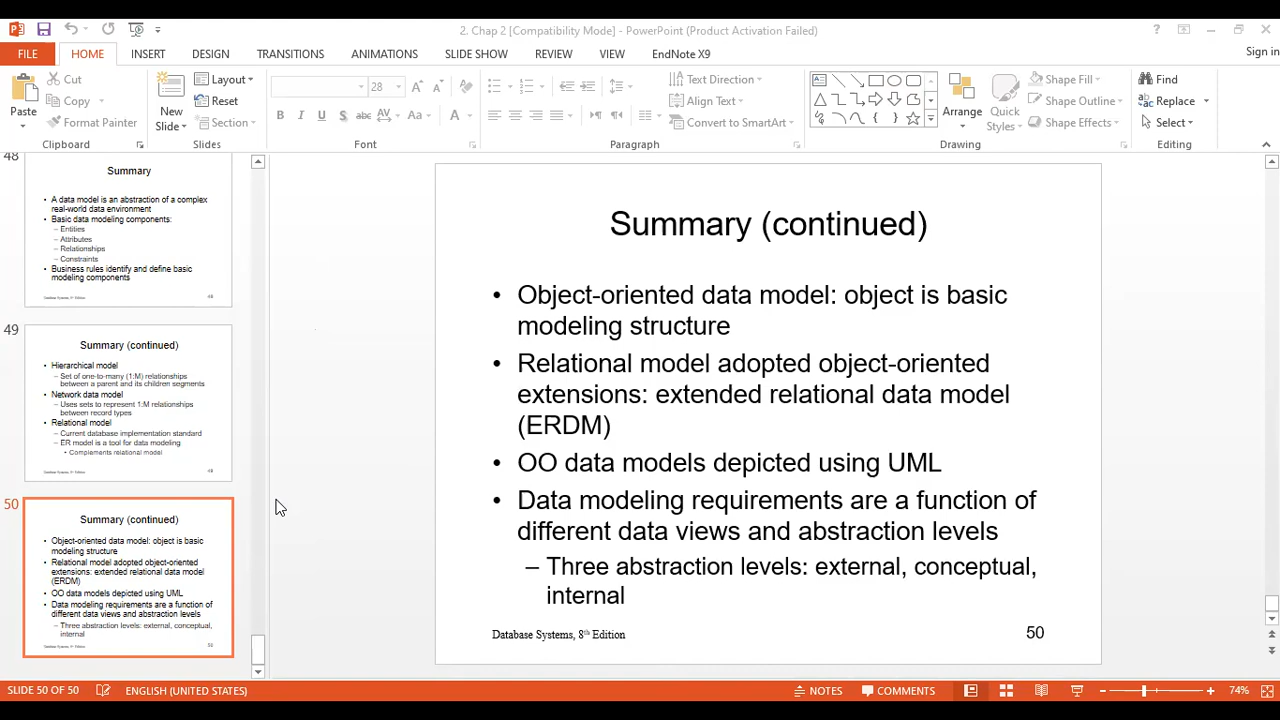 2. Chap 2 [Compatibility Mode] - PowerPoint (Product Activation Failed)
?
FILE HOME INSERT DESIGN TRANSITIONS ANIMATIONS SLIDE SHOW REVIEW VIEW EndNote X9 Sign in
Paste
Cut
Copy
Format Painter
Clipboard
New
Slide
Layout
Reset
Section
Slides
28
B I U S abc AV Aa A
Font
Text Direction
Align Text
Convert to SmartArt
Paragraph
Arrange
Quick
Styles
Shape Fill
Shape Outline
Shape Effects
Drawing
Find
Replace
Select
Editing
48
Summary
• A data model is an abstraction of a complex
real-world data environment
• Basic data modeling components:
– Entities
– Attributes
– Relationships
– Constraints
• Business rules identify and define basic
modeling components
Database Systems, 8th Edition 48
49
Summary (continued)
• Hierarchical model
– Set of one-to-many (1:M) relationships
between a parent and its children segments
• Network data model
– Uses sets to represent 1:M relationships
between record types
• Relational model
– Current database implementation standard
– ER model is a tool for data modeling
• Complements relational model
Database Systems, 8th Edition 49
50
Summary (continued)
• Object-oriented data model: object is basic
modeling structure
• Relational model adopted object-oriented
extensions: extended relational data model
(ERDM)
• OO data models depicted using UML
• Data modeling requirements are a function of
different data views and abstraction levels
– Three abstraction levels: external, conceptual,
internal
Database Systems, 8th Edition 50
Summary (continued)
• Object-oriented data model: object is basic
modeling structure
• Relational model adopted object-oriented
extensions: extended relational data model
(ERDM)
• OO data models depicted using UML
• Data modeling requirements are a function of
different data views and abstraction levels
– Three abstraction levels: external, conceptual,
internal
Database Systems, 8th Edition 50
SLIDE 50 OF 50 ENGLISH (UNITED STATES) NOTES COMMENTS 74%